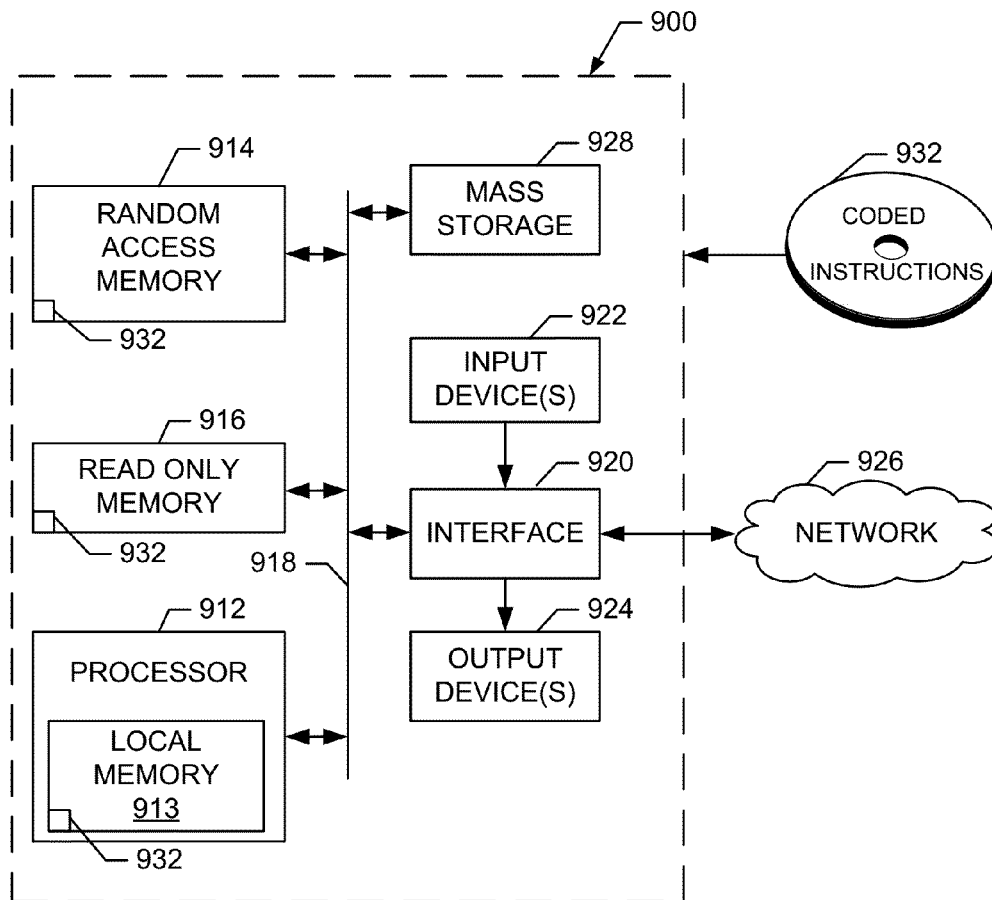 900
914
RANDOM
ACCESS
MEMORY
932
928
MASS
STORAGE
932
CODED
INSTRUCTIONS
922
INPUT
DEVICE(S)
916
READ ONLY
MEMORY
932
920
INTERFACE
926
NETWORK
918
912
PROCESSOR
LOCAL
MEMORY
913
932
924
OUTPUT
DEVICE(S)